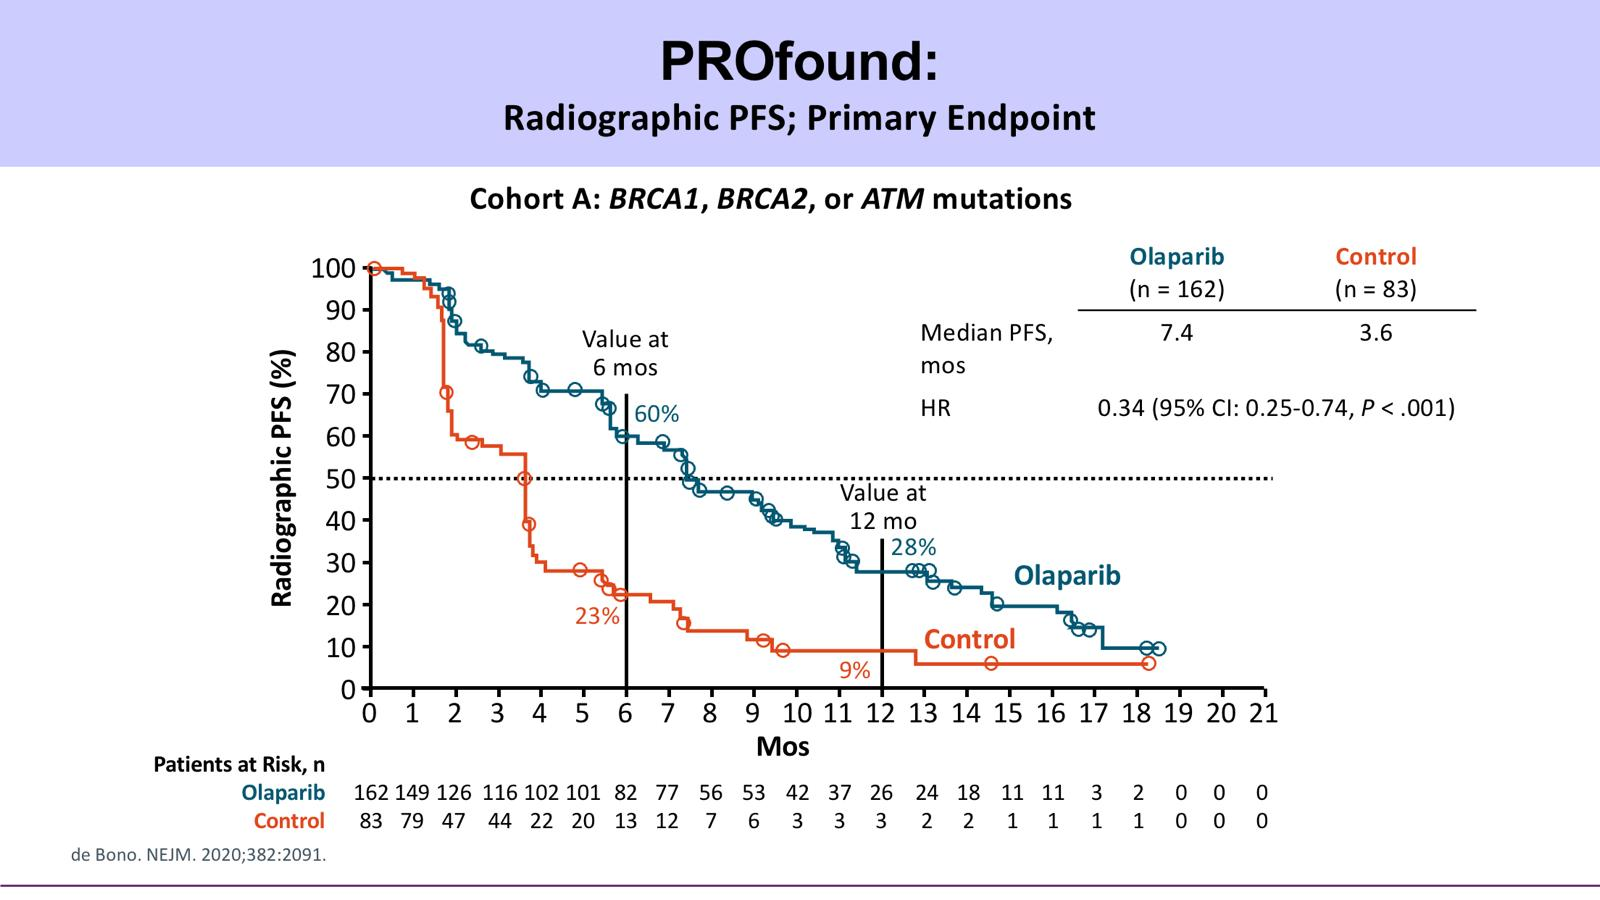 PROfound:
Radiographic PFS; Primary Endpoint
Cohort A: BRCA1, BRCA2, or ATM mutations
Olaparib Control
(n = 162) (n = 83)
Median PFS, mos 7.4 3.6
HR 0.34 (95% CI: 0.25-0.74, P < .001)
Radiographic PFS (%)
100
90
80
70
60
50
40
30
20
10
0
Value at
6 mos
60%
23%
Value at
12 mo
28%
9%
Olaparib
Control
0 1 2 3 4 5 6 7 8 9 10 11 12 13 14 15 16 17 18 19 20 21
Mos
Patients at Risk, n
Olaparib 162 149 126 116 102 101 82 77 56 53 42 37 26 24 18 11 11 3 2 0 0 0
Control 83 79 47 44 22 20 13 12 7 6 3 3 3 2 2 1 1 1 1 0 0 0
de Bono. NEJM. 2020;382:2091.